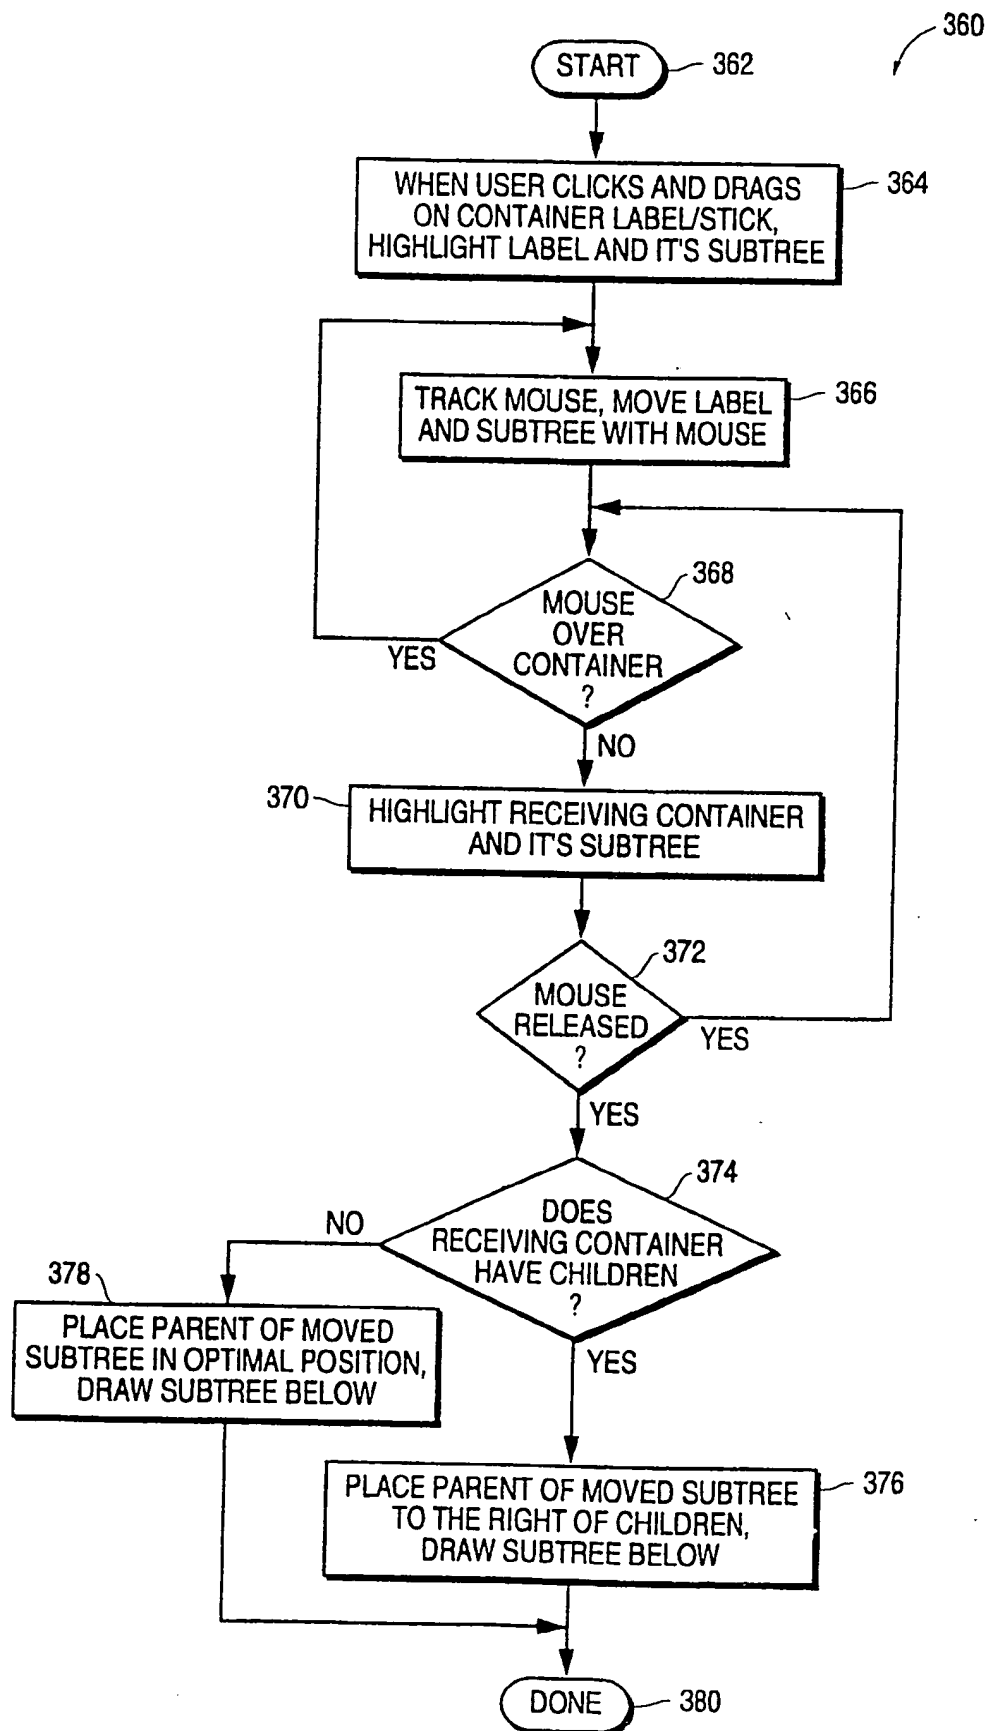 360
START
362
WHEN USER CLICKS AND DRAGS
ON CONTAINER LABEL/STICK,
HIGHLIGHT LABEL AND IT'S SUBTREE
364
TRACK MOUSE, MOVE LABEL
AND SUBTREE WITH MOUSE
366
MOUSE
OVER
CONTAINER
?
368
YES
NO
370
HIGHLIGHT RECEIVING CONTAINER
AND IT'S SUBTREE
MOUSE
RELEASED
?
372
YES
YES
DOES
RECEIVING CONTAINER
HAVE CHILDREN
?
374
NO
YES
378
PLACE PARENT OF MOVED
SUBTREE IN OPTIMAL POSITION,
DRAW SUBTREE BELOW
PLACE PARENT OF MOVED SUBTREE
TO THE RIGHT OF CHILDREN,
DRAW SUBTREE BELOW
376
DONE
380